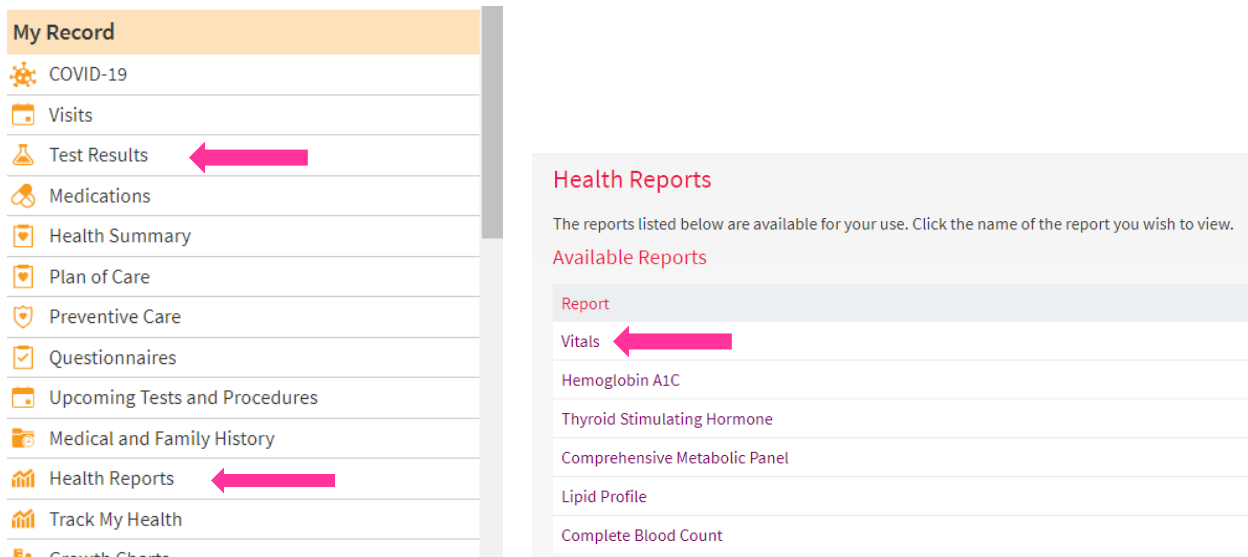 My Record
COVID-19
Visits
Test Results
Medications
Health Summary
Plan of Care
Preventive Care
Questionnaires
Upcoming Tests and Procedures
Medical and Family History
Health Reports
Track My Health
Growth Charts
Health Reports
The reports listed below are available for your use. Click the name of the report you wish to view.
Available Reports
Report
Vitals
Hemoglobin A1C
Thyroid Stimulating Hormone
Comprehensive Metabolic Panel
Lipid Profile
Complete Blood Count